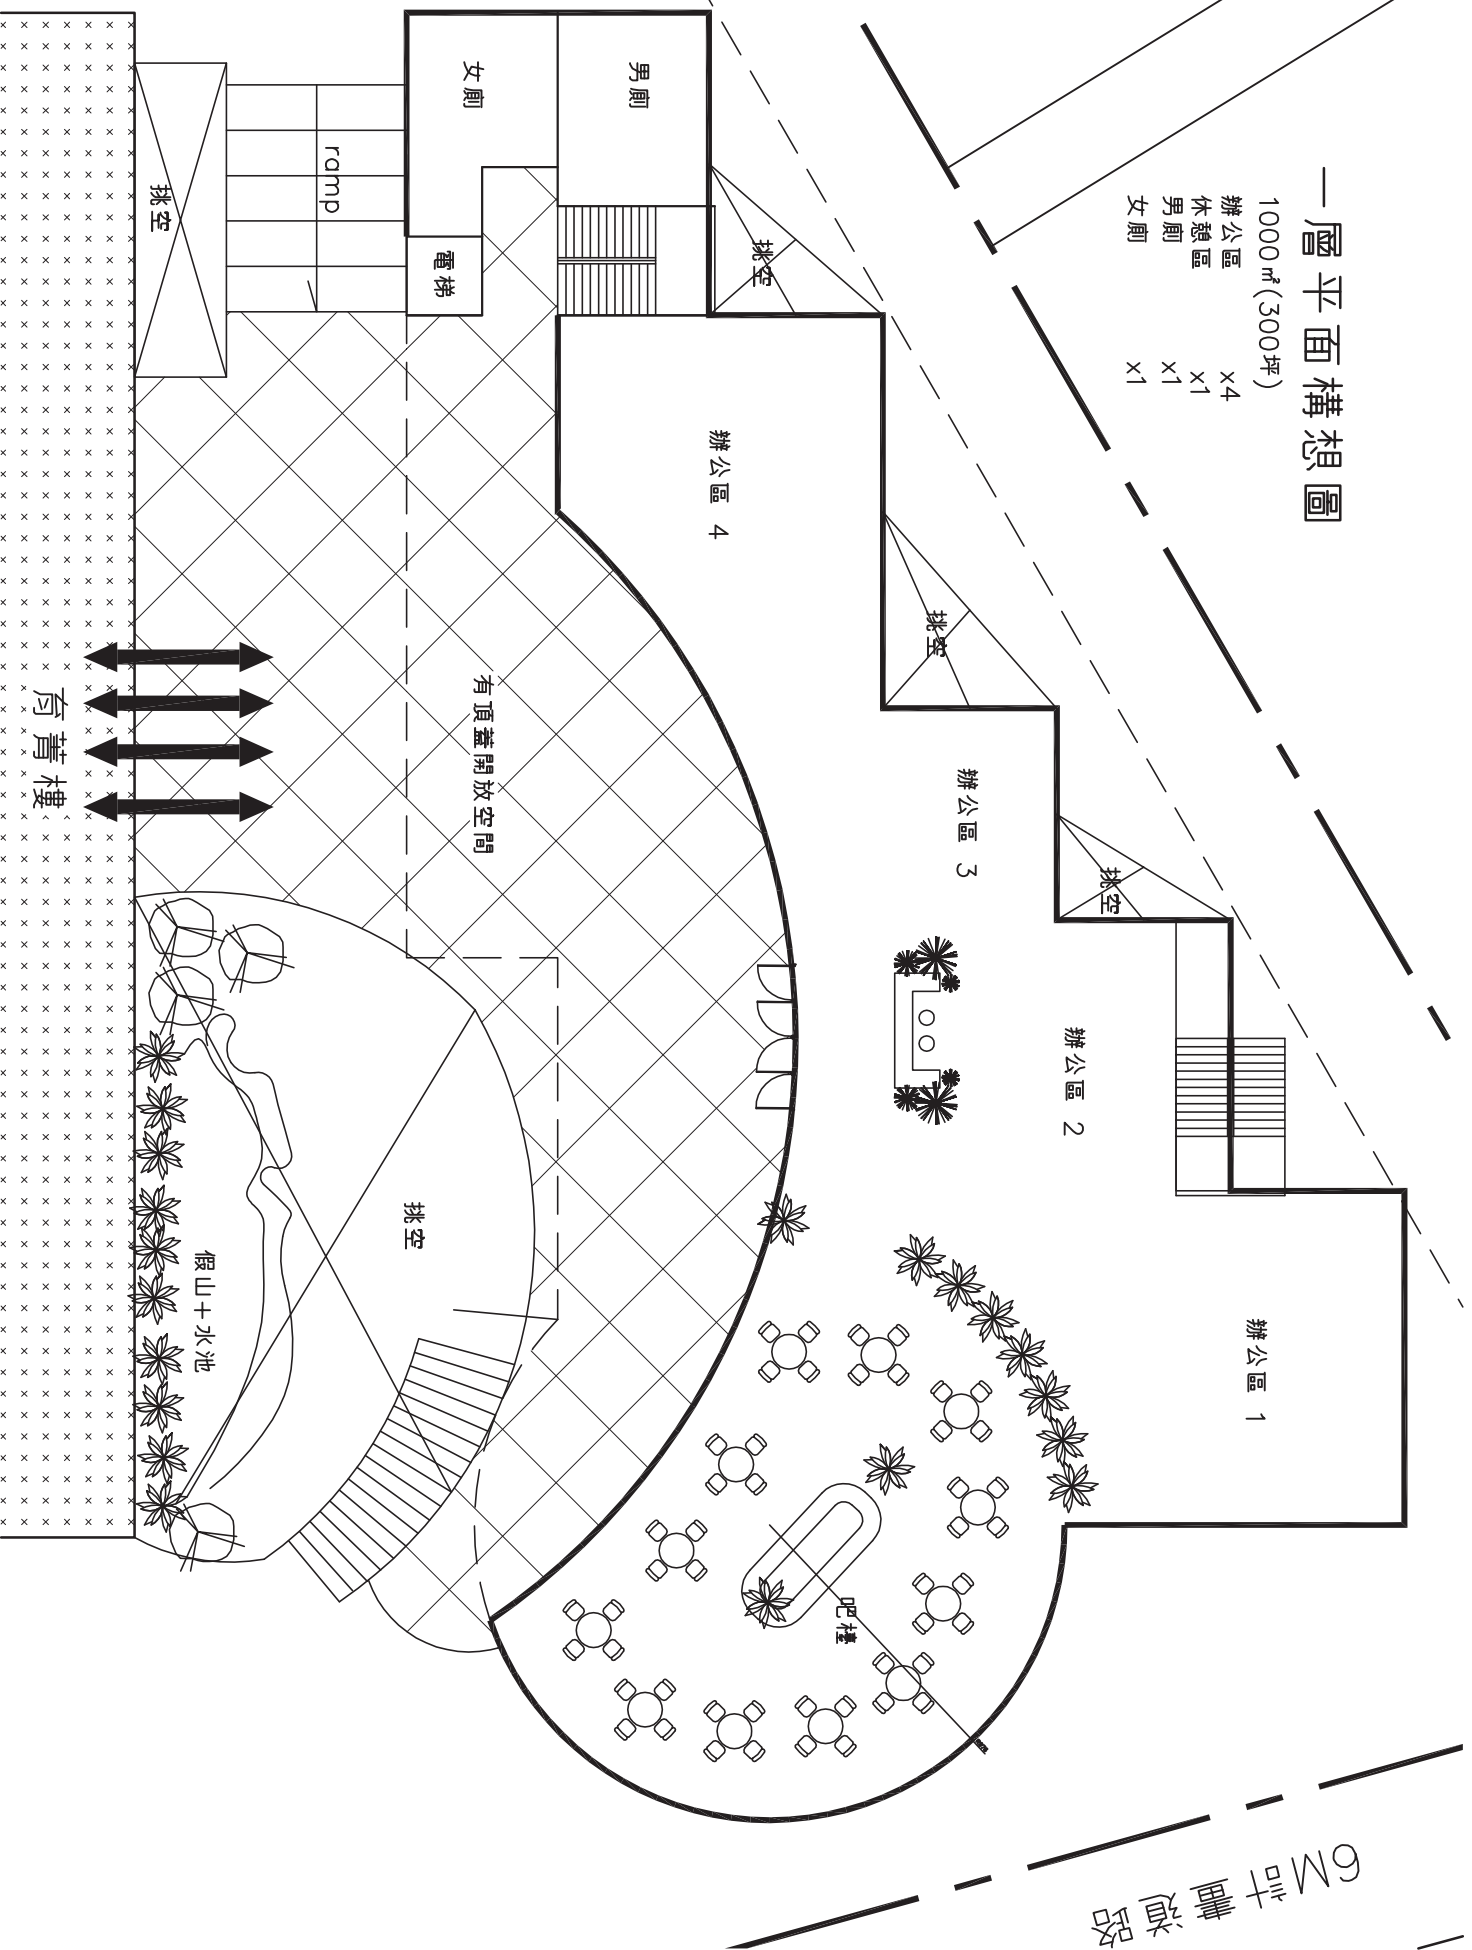 一層平面構想圖
1000㎡(300坪)
辦公區 x4
休憩區 x1
男廁 x1
女廁 x1
男廁
女廁
電梯
ramp
挑空
挑空
挑空
挑空
辦公區 4
辦公區 3
辦公區 2
辦公區 1
有頂蓋開放空間
菁樓
挑空
假山+水池
吧檯
6M計畫道路